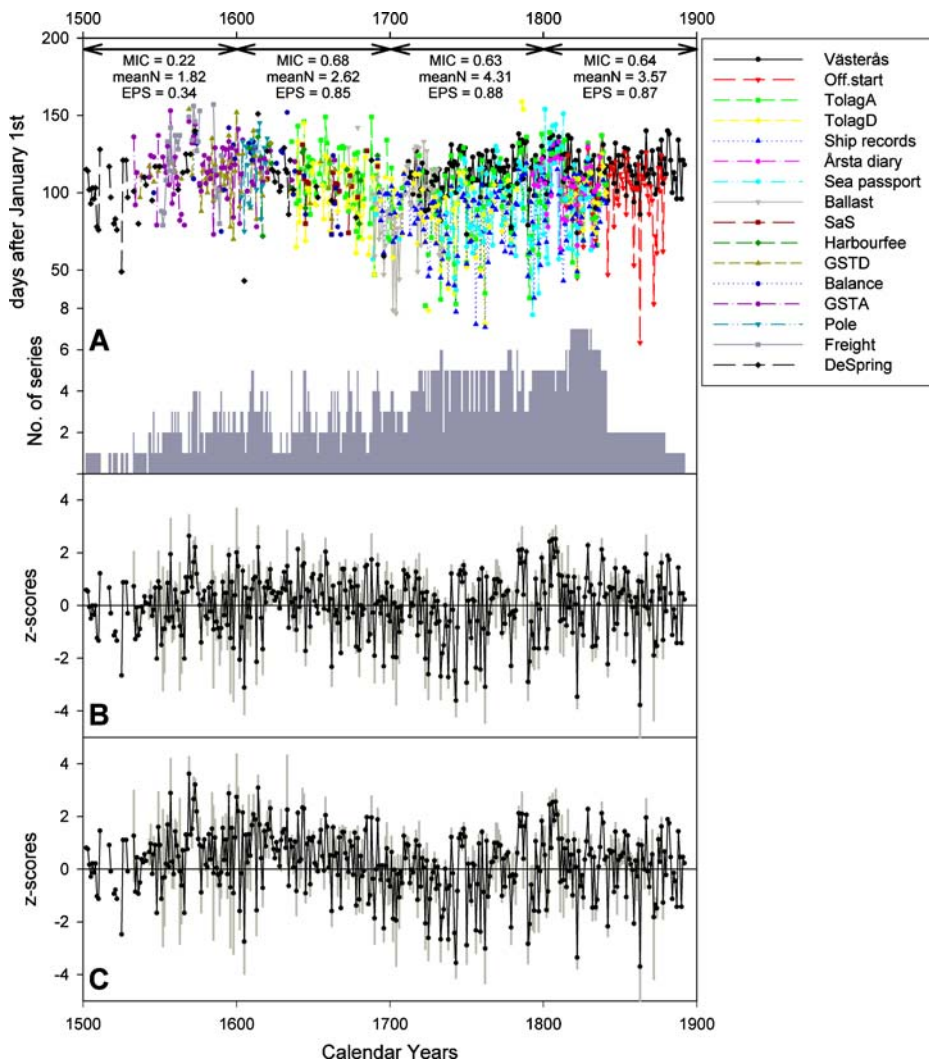 1500 1600 1700 1800 1900
200
MIC = 0.22 MIC = 0.68 MIC = 0.63 MIC = 0.64
meanN = 1.82 meanN = 2.62 meanN = 4.31 meanN = 3.57
EPS = 0.34 EPS = 0.85 EPS = 0.88 EPS = 0.87
150
100
50
days after January 1st
A
8
6
4
2
No. of series
Västerås
Off.start
TolagA
TolagD
Ship records
Årsta diary
Sea passport
Ballast
SaS
Harbourfee
GSTD
Balance
GSTA
Pole
Freight
DeSpring
4
2
0
-2
-4
z-scores
B
4
2
0
-2
-4
z-scores
C
1500 1600 1700 1800 1900
Calendar Years